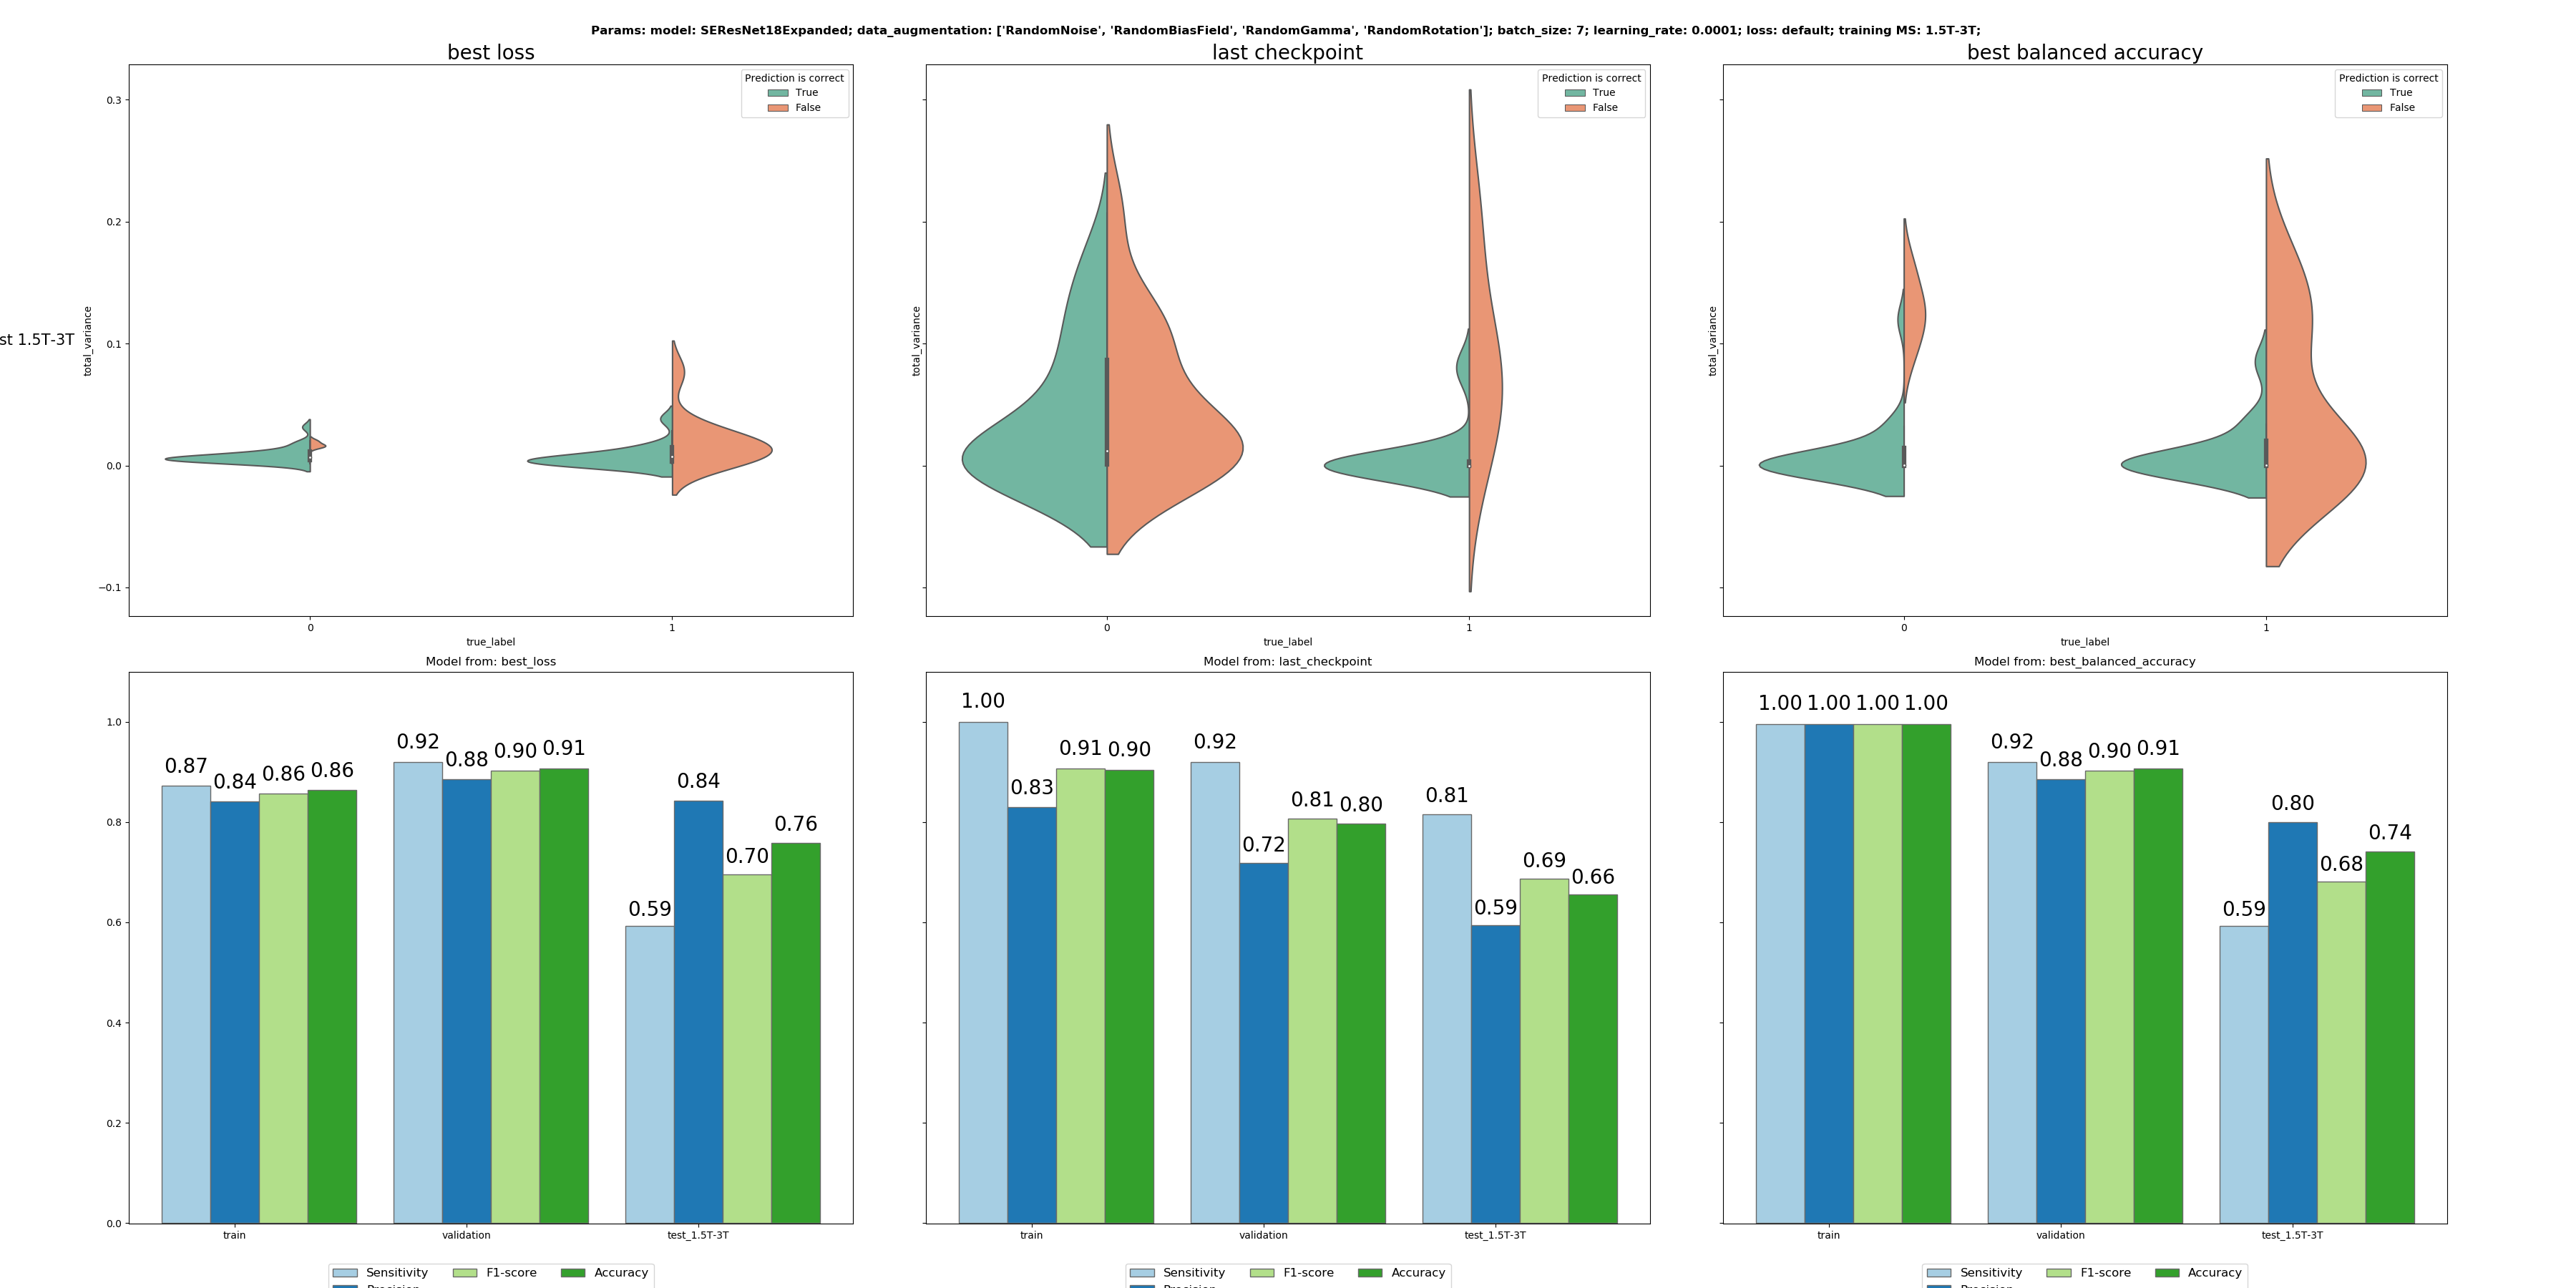 Params: model: SEResNet18Expanded; data_augmentation: ['RandomNoise', 'RandomBiasField', 'RandomGamma', 'RandomRotation']; batch_size: 7; learning_rate: 0.0001; loss: default; training MS: 1.5T-3T;
best loss
last checkpoint
best balanced accuracy
Prediction is correct
True
False
Prediction is correct
True
False
Prediction is correct
True
False
0.3
0.2
0.1
0.0
−0.1
st 1.5T-3T
total_variance
total_variance
total_variance
0 1
0 1
0 1
true_label
true_label
true_label
Model from: best_loss
Model from: last_checkpoint
Model from: best_balanced_accuracy
1.0
0.8
0.6
0.4
0.2
0.0
0.87 0.84 0.86 0.86
0.92 0.88 0.90 0.91
0.59 0.84 0.70 0.76
1.00 0.83 0.91 0.90
0.92 0.72 0.81 0.80
0.81 0.59 0.69 0.66
1.00 1.00 1.00 1.00
0.92 0.88 0.90 0.91
0.59 0.80 0.68 0.74
train validation test_1.5T-3T
train validation test_1.5T-3T
train validation test_1.5T-3T
Sensitivity F1-score Accuracy
Sensitivity F1-score Accuracy
Sensitivity F1-score Accuracy